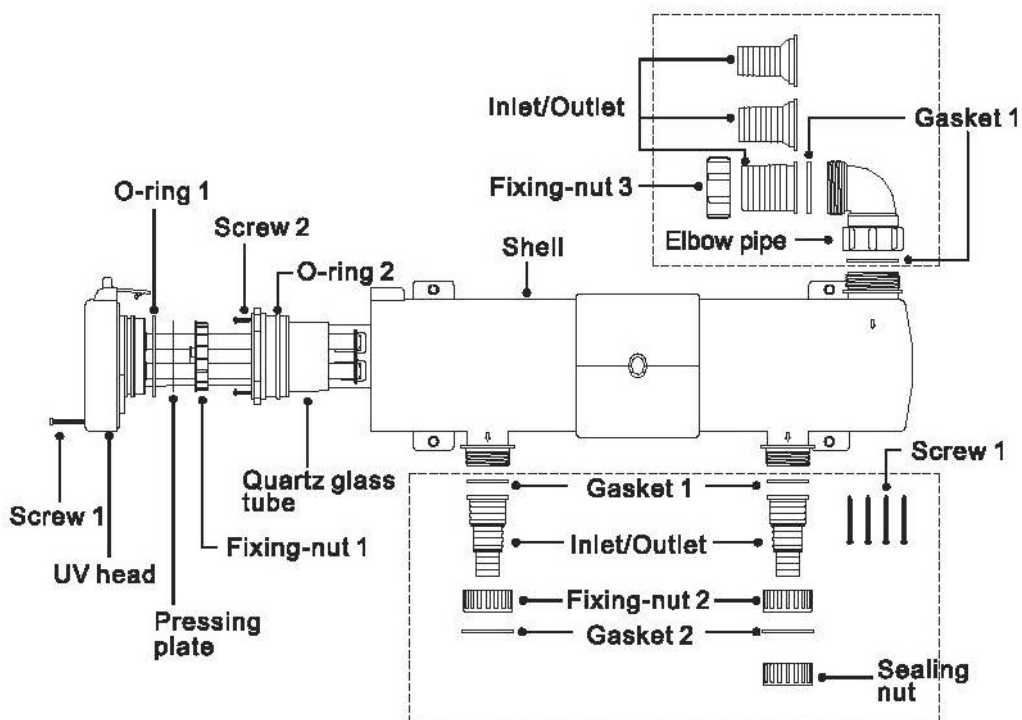 Inlet/Outlet
Gasket 1
Fixing-nut 3
O-ring 1
Screw 2
Elbow pipe
Shell
O-ring 2
Screw 1
Quartz glass
tube
Gasket 1
Screw 1
Fixing-nut 1
Inlet/Outlet
UV head
Fixing-nut 2
Pressing
plate
Gasket 2
Sealing
nut